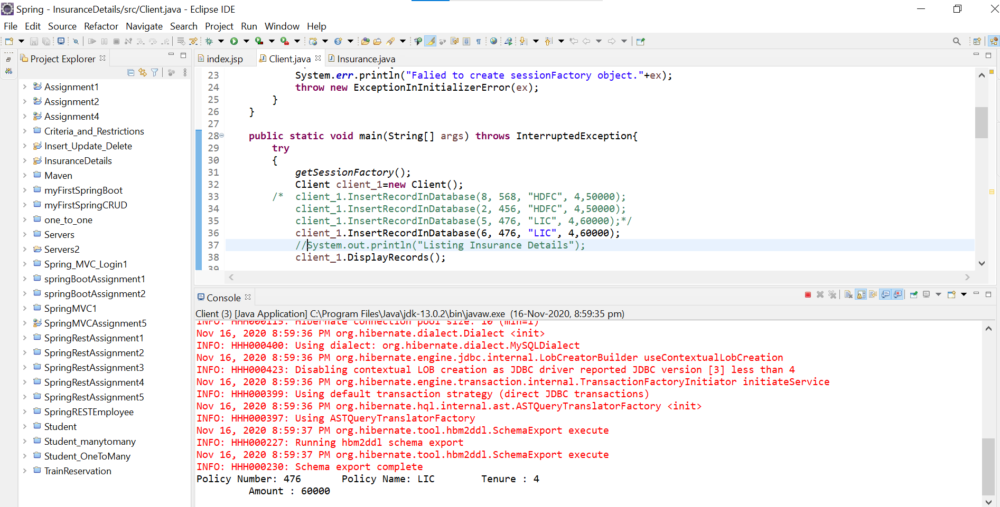 Spring - InsuranceDetails/src/Client.java - Eclipse IDE
File Edit Source Refactor Navigate Search Project Run Window Help
Project Explorer
Assignment1
Assignment2
Assignment4
Criteria_and_Restrictions
Insert_Update_Delete
InsuranceDetails
Maven
myFirstSpringBoot
myFirstSpringCRUD
one_to_one
Servers
Servers2
Spring_MVC_Login1
springBootAssignment1
springBootAssignment2
SpringMVC1
SpringMVCAssignment5
SpringRestAssignment1
SpringRestAssignment2
SpringRestAssignment3
SpringRestAssignment4
SpringRestAssignment5
SpringRESTEmployee
Student
Student_manytomany
Student_OneToMany
TrainReservation
index.jsp Client.java Insurance.java
23 System.err.println("Falied to create sessionFactory object."+ex);
24 throw new ExceptionInInitializerError(ex);
25 }
26 }
27
28 public static void main(String[] args) throws InterruptedException{
29 try
30 {
31 getSessionFactory();
32 Client client_1=new Client();
33 /* client_1.InsertRecordInDatabase(8, 568, "HDFC", 4,50000);
34 client_1.InsertRecordInDatabase(2, 456, "HDFC", 4,50000);
35 client_1.InsertRecordInDatabase(5, 476, "LIC", 4,60000);*/
36 client_1.InsertRecordInDatabase(6, 476, "LIC", 4,60000);
37 //System.out.println("Listing Insurance Details");
38 client_1.DisplayRecords();
39
Console
Client (3) [Java Application] C:\Program Files\Java\jdk-13.0.2\bin\javaw.exe (16-Nov-2020, 8:59:35 pm)
INFO: HHH000115: Hibernate connection pool size: 10 (min=1)
Nov 16, 2020 8:59:36 PM org.hibernate.dialect.Dialect <init>
INFO: HHH000400: Using dialect: org.hibernate.dialect.MySQLDialect
Nov 16, 2020 8:59:36 PM org.hibernate.engine.jdbc.internal.LobCreatorBuilder useContextualLobCreation
INFO: HHH000423: Disabling contextual LOB creation as JDBC driver reported JDBC version [3] less than 4
Nov 16, 2020 8:59:36 PM org.hibernate.engine.transaction.internal.TransactionFactoryInitiator initiateService
INFO: HHH000399: Using default transaction strategy (direct JDBC transactions)
Nov 16, 2020 8:59:36 PM org.hibernate.hql.internal.ast.ASTQueryTranslatorFactory <init>
INFO: HHH000397: Using ASTQueryTranslatorFactory
Nov 16, 2020 8:59:37 PM org.hibernate.tool.hbm2ddl.SchemaExport execute
INFO: HHH000227: Running hbm2ddl schema export
Nov 16, 2020 8:59:37 PM org.hibernate.tool.hbm2ddl.SchemaExport execute
INFO: HHH000230: Schema export complete
Policy Number: 476 Policy Name: LIC Tenure : 4
Amount : 60000